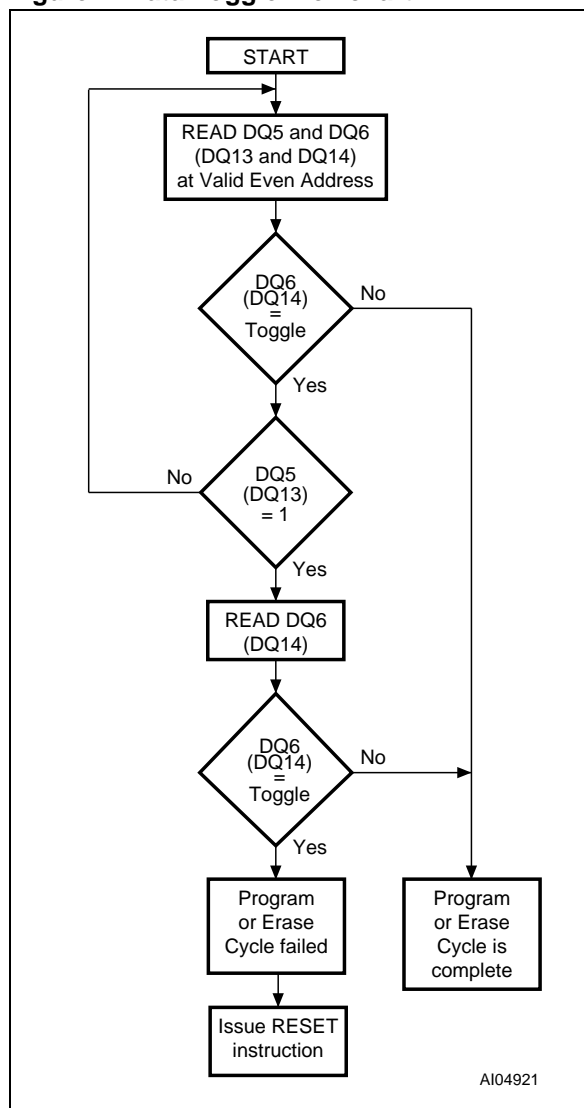 START
READ DQ5 and DQ6
(DQ13 and DQ14)
at Valid Even Address
DQ6
(DQ14)
=
Toggle
No
Yes
No
DQ5
(DQ13)
= 1
Yes
READ DQ6
(DQ14)
DQ6
(DQ14)
=
Toggle
No
Yes
Program
or Erase
Cycle failed
Program
or Erase
Cycle is
complete
Issue RESET
instruction
AI04921